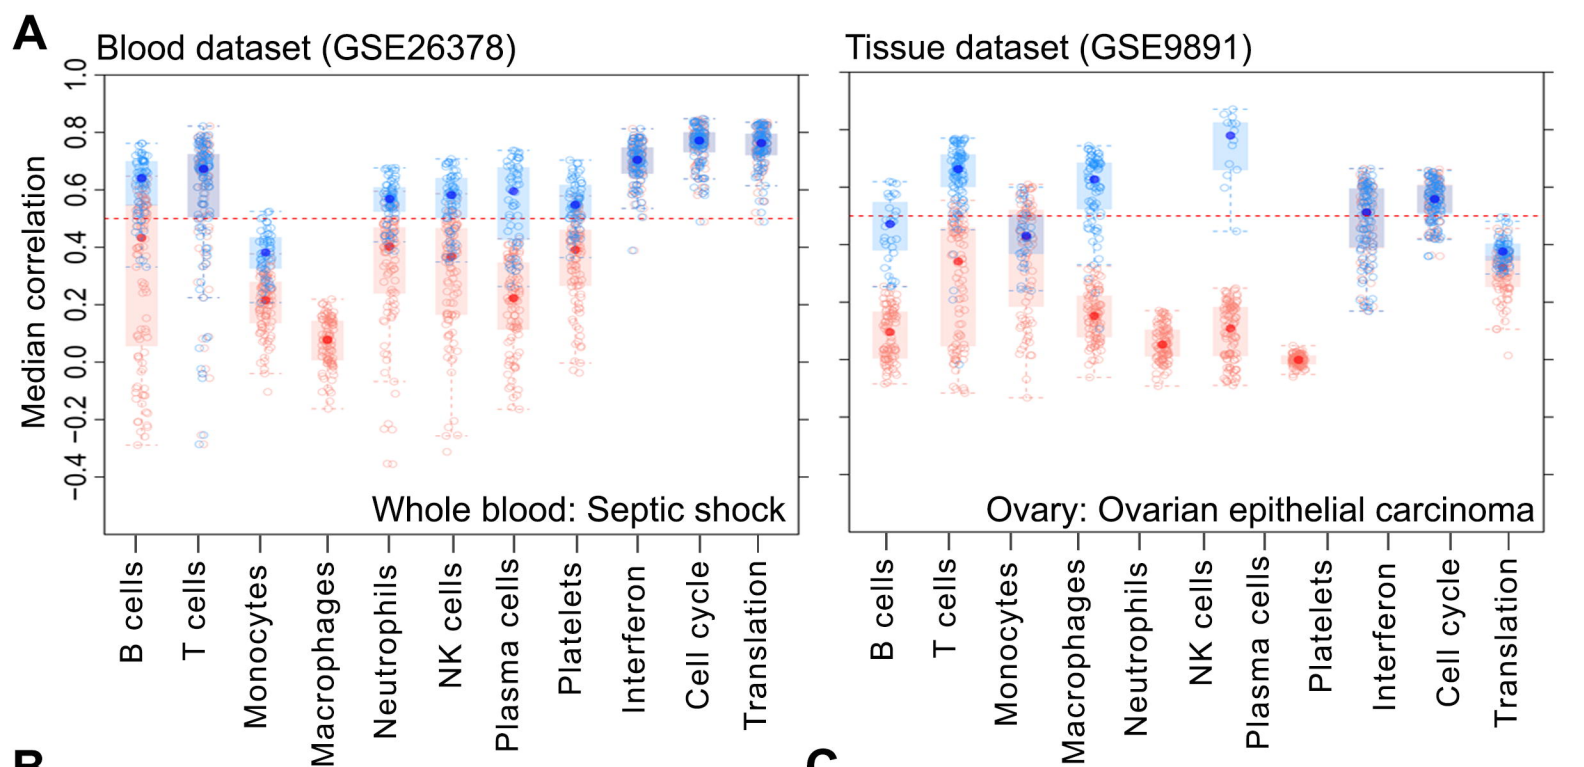 A
Blood dataset (GSE26378)
Tissue dataset (GSE9891)
Median correlation
1.0
0.8
0.6
0.4
0.2
0.0
−0.2
−0.4
Whole blood: Septic shock
Ovary: Ovarian epithelial carcinoma
B cells
T cells
Monocytes
Macrophages
Neutrophils
NK cells
Plasma cells
Platelets
Interferon
Cell cycle
Translation
B cells
T cells
Monocytes
Macrophages
Neutrophils
NK cells
Plasma cells
Platelets
Interferon
Cell cycle
Translation
B
C